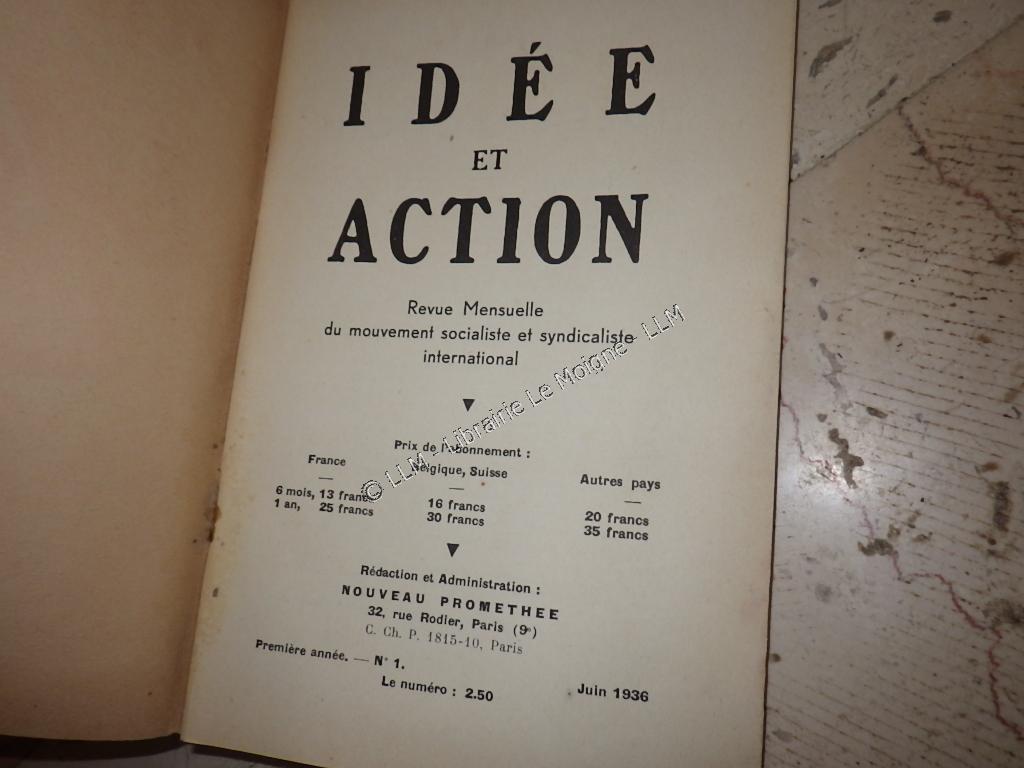 IDÉE
ET
ACTION
Revue Mensuelle
du mouvement socialiste et syndicaliste
international
Prix de l'abonnement :
France
Belgique, Suisse
Autres pays
6 mois, 13 francs
16 francs
20 francs
1 an, 25 francs
30 francs
35 francs
Rédaction et Administration :
NOUVEAU PROMETHEE
32, rue Rodier, Paris (9e)
C. Ch. P. 1815-10, Paris
Première année. — N° 1.
Le numéro : 2.50
Juin 1936
© LLM - Librairie Le Moigne - LLM